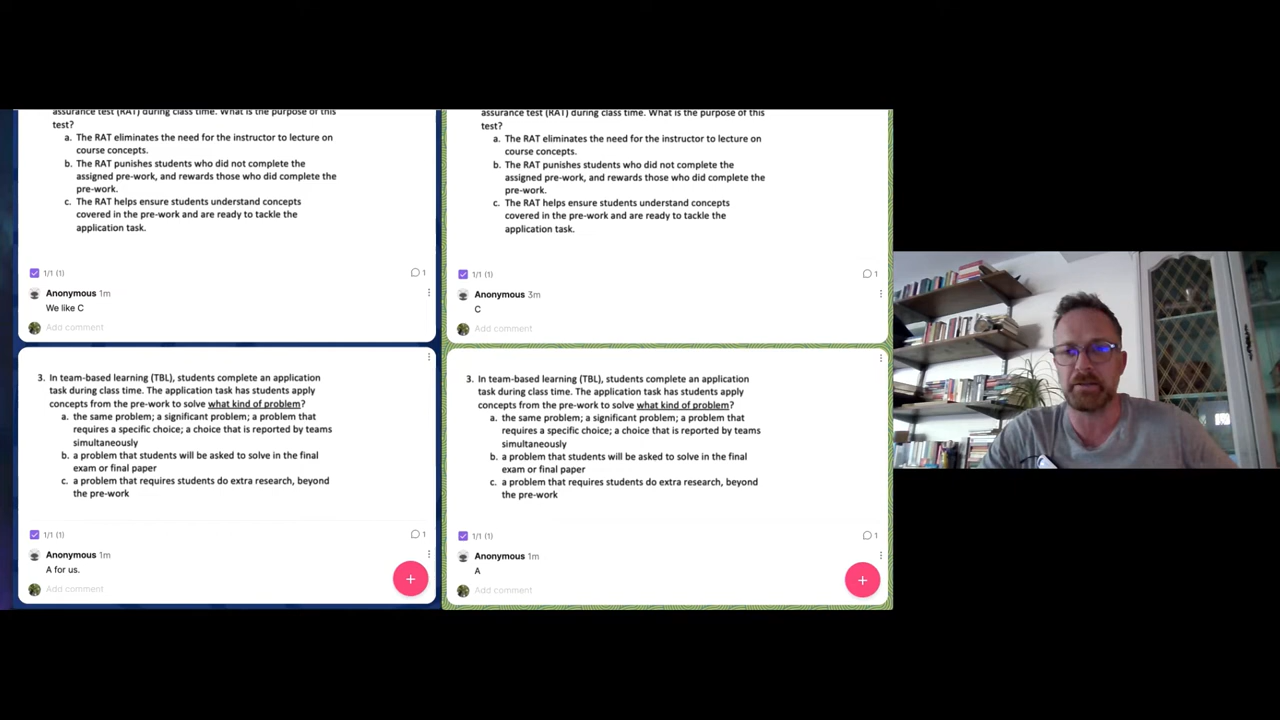 assurance test (RAT) during class time. What is the purpose of this
test?
a. The RAT eliminates the need for the instructor to lecture on
course concepts.
b. The RAT punishes students who did not complete the
assigned pre-work, and rewards those who did complete the
pre-work.
c. The RAT helps ensure students understand concepts
covered in the pre-work and are ready to tackle the
application task.
1/1 (1)
1
Anonymous 1m
We like C
Add comment
3. In team-based learning (TBL), students complete an application
task during class time. The application task has students apply
concepts from the pre-work to solve what kind of problem?
a. the same problem; a significant problem; a problem that
requires a specific choice; a choice that is reported by teams
simultaneously
b. a problem that students will be asked to solve in the final
exam or final paper
c. a problem that requires students do extra research, beyond
the pre-work
1/1 (1)
1
Anonymous 1m
A for us.
Add comment
assurance test (RAT) during class time. What is the purpose of this
test?
a. The RAT eliminates the need for the instructor to lecture on
course concepts.
b. The RAT punishes students who did not complete the
assigned pre-work, and rewards those who did complete the
pre-work.
c. The RAT helps ensure students understand concepts
covered in the pre-work and are ready to tackle the
application task.
1/1 (1)
1
Anonymous 3m
C
Add comment
3. In team-based learning (TBL), students complete an application
task during class time. The application task has students apply
concepts from the pre-work to solve what kind of problem?
a. the same problem; a significant problem; a problem that
requires a specific choice; a choice that is reported by teams
simultaneously
b. a problem that students will be asked to solve in the final
exam or final paper
c. a problem that requires students do extra research, beyond
the pre-work
1/1 (1)
1
Anonymous 1m
A
Add comment